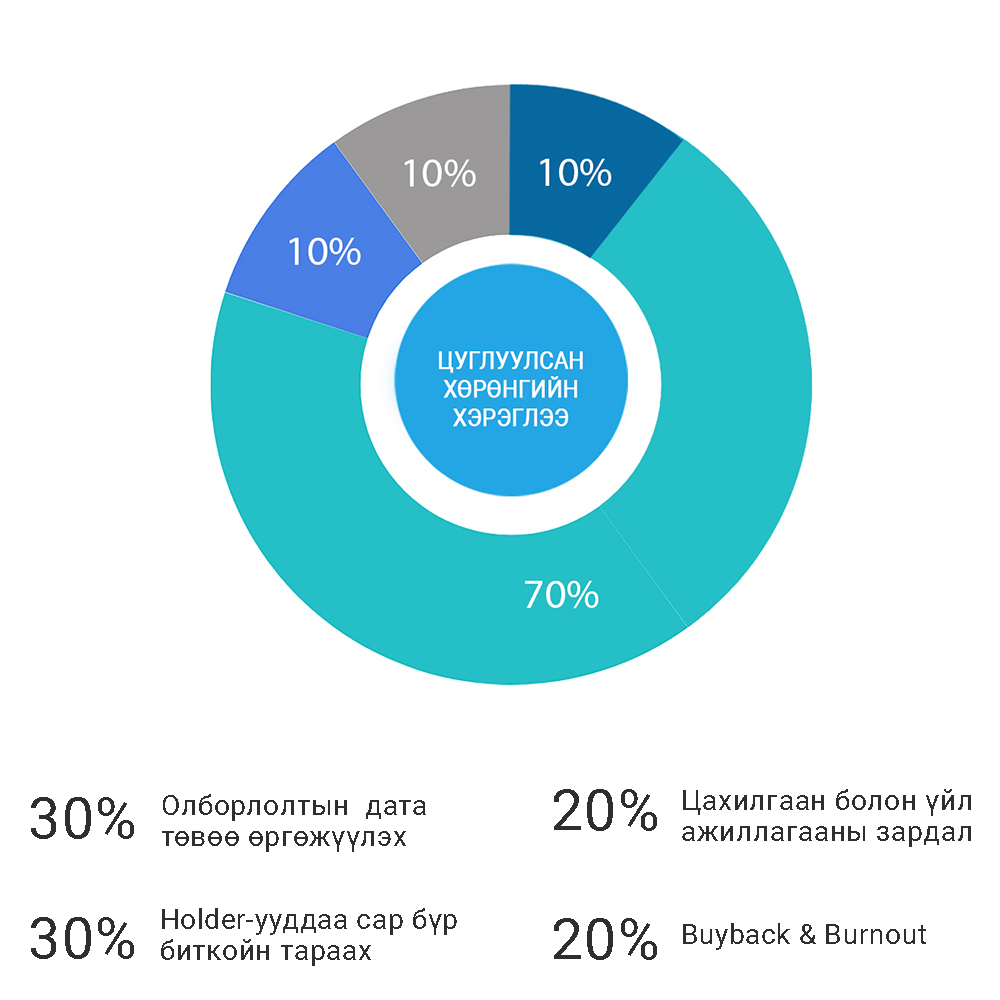 10%
10%
10%
ЦУГЛУУЛСАН
ХӨРӨНГИЙН
ХЭРЭГЛЭЭ
70%
30%
Олборлолтын дата
төвөө өргөжүүлэх
20%
Цахилгаан болон үйл
ажиллагааны зардал
30%
Holder-ууддаа сар бүр
биткойн тараах
20%
Buyback & Burnout